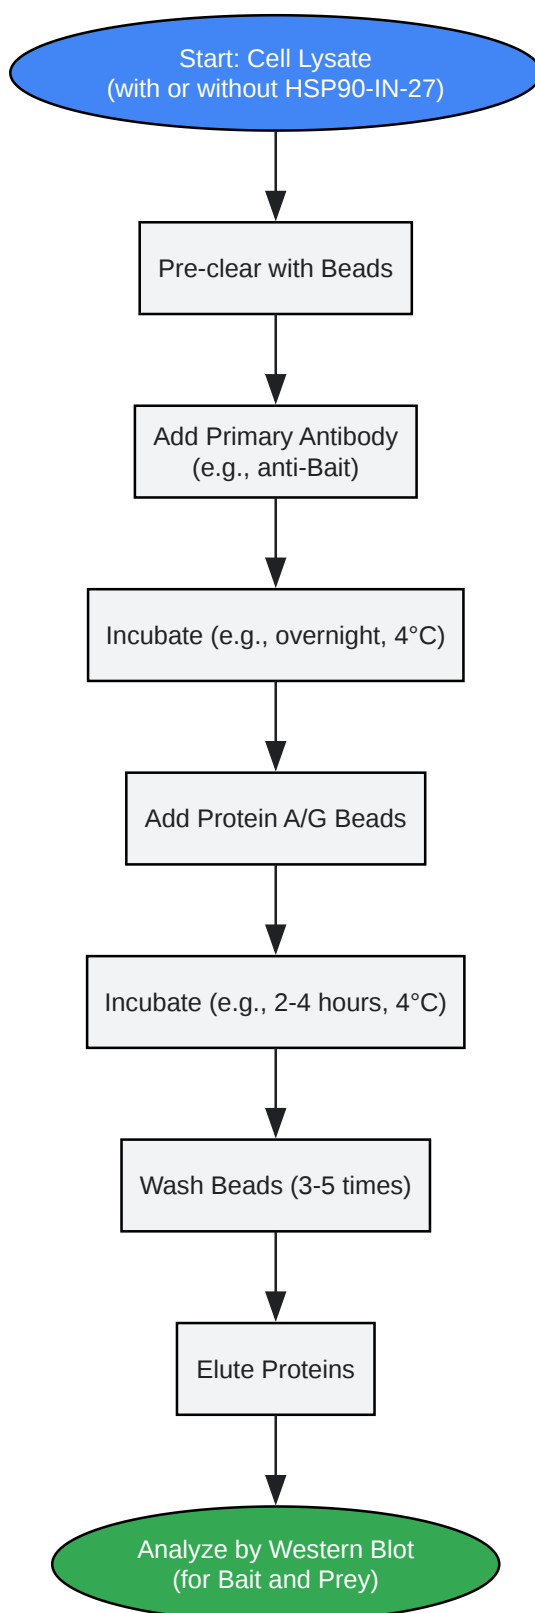 Start: Cell Lysate
(with or without HSP90-IN-27)
Pre-clear with Beads
Add Primary Antibody
(e.g., anti-Bait)
Incubate (e.g., overnight, 4°C)
Add Protein A/G Beads
Incubate (e.g., 2-4 hours, 4°C)
Wash Beads (3-5 times)
Elute Proteins
Analyze by Western Blot
(for Bait and Prey)